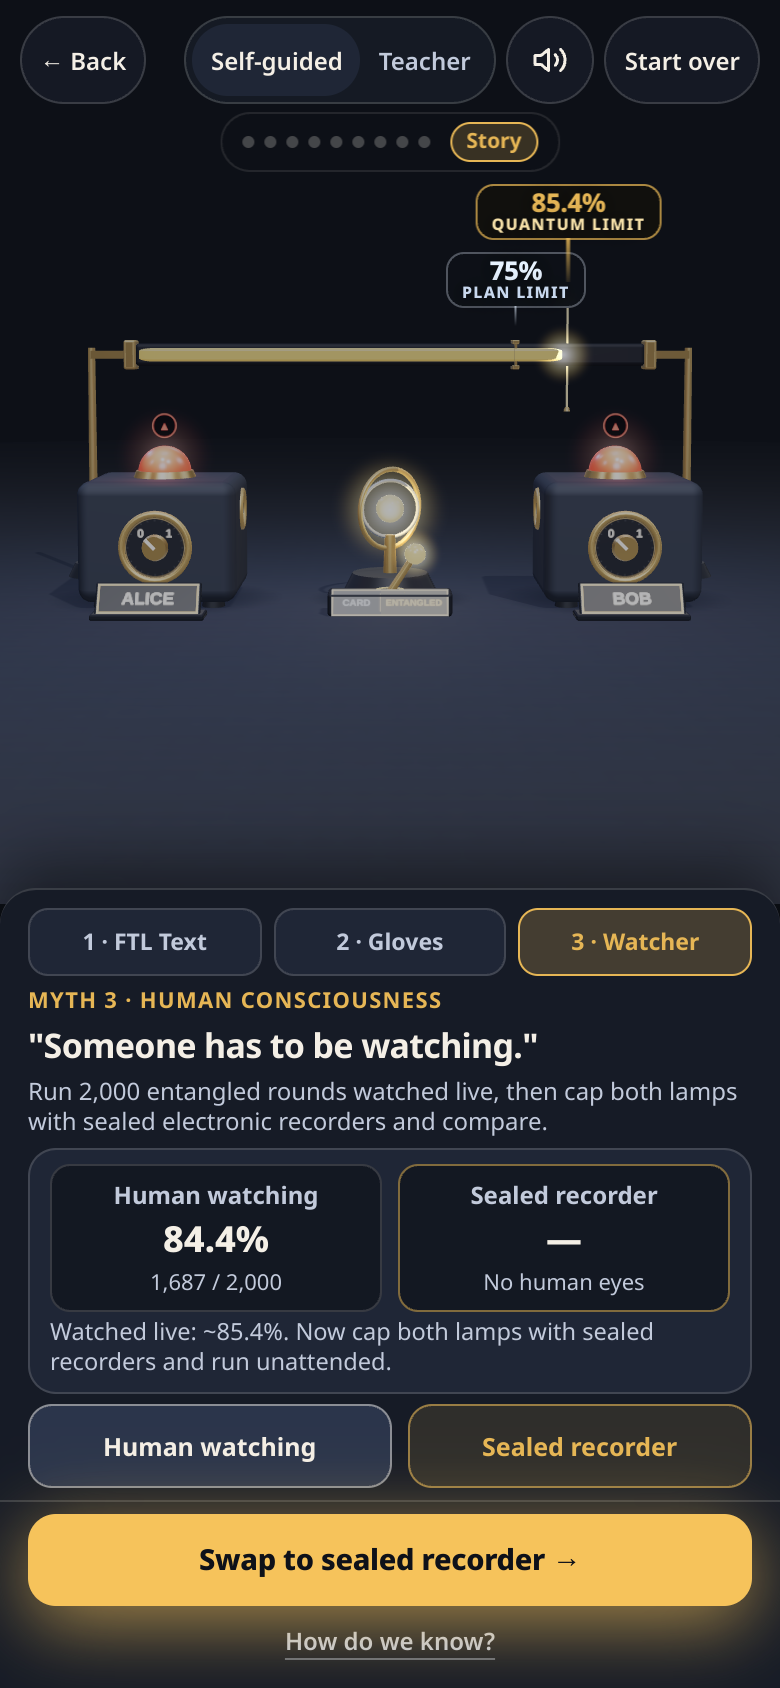 ← Back
Self-guided
Teacher
Start over
Story
85.4%
QUANTUM LIMIT
75%
PLAN LIMIT
0 1
0 1
ALICE
CARD
ENTANGLED
BOB
1 · FTL Text
2 · Gloves
3 · Watcher
MYTH 3 · HUMAN CONSCIOUSNESS
"Someone has to be watching."
Run 2,000 entangled rounds watched live, then cap both lamps
with sealed electronic recorders and compare.
Human watching
84.4%
1,687 / 2,000
Sealed recorder
—
No human eyes
Watched live: ~85.4%. Now cap both lamps with sealed
recorders and run unattended.
Human watching
Sealed recorder
Swap to sealed recorder →
How do we know?